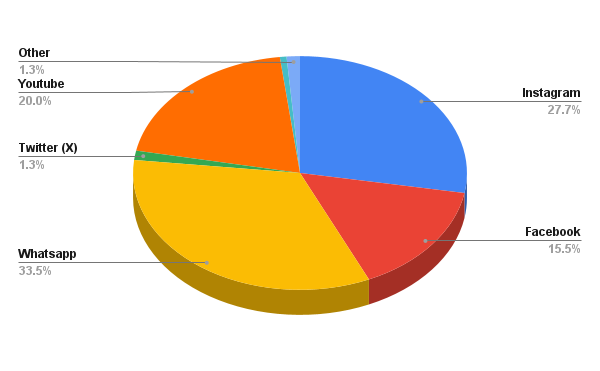 Other
1.3%
Youtube
20.0%
Twitter (X)
1.3%
Whatsapp
33.5%
Instagram
27.7%
Facebook
15.5%